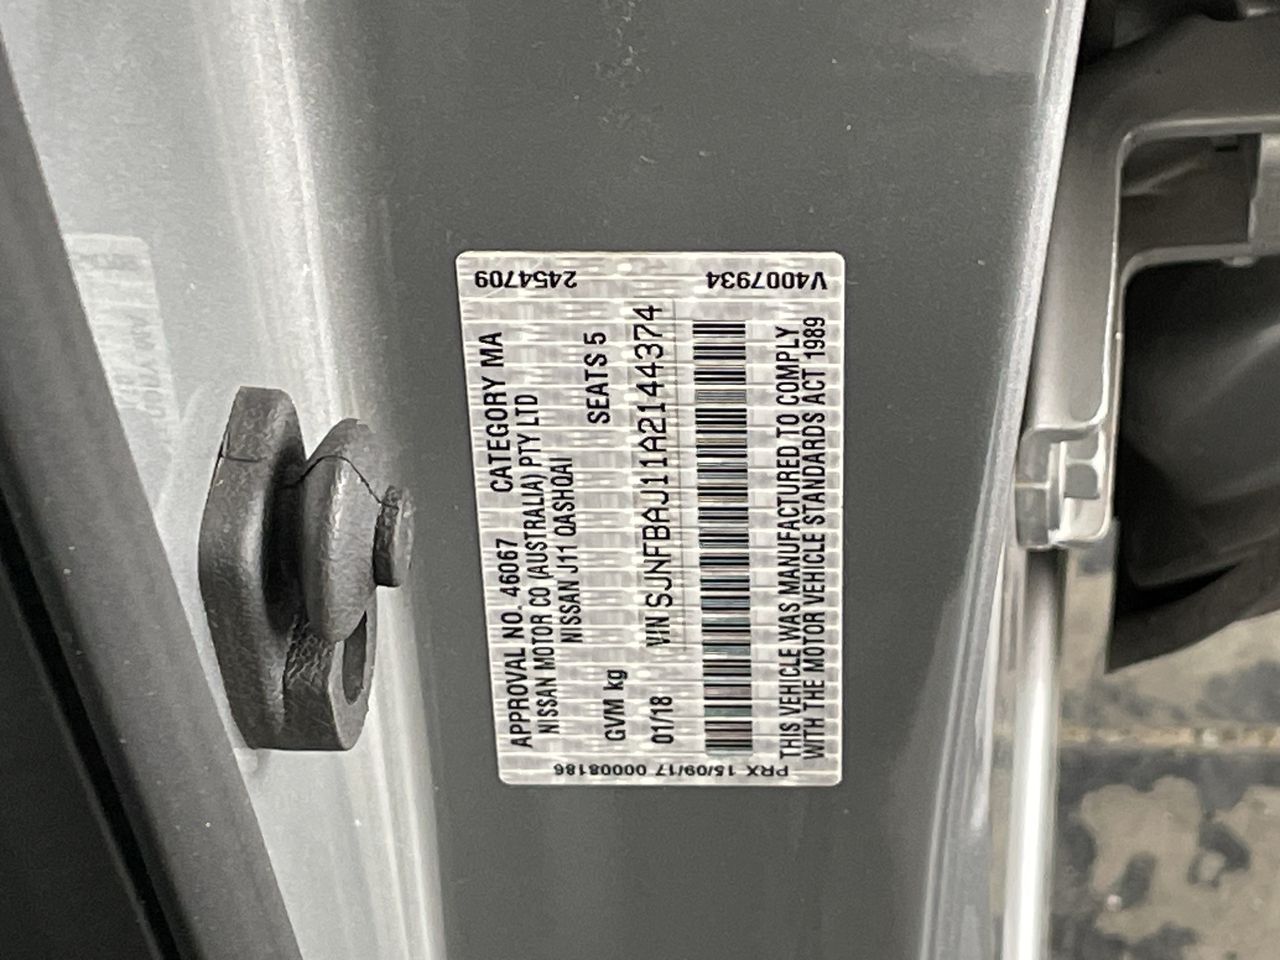 APPROVAL NO. 46067 CATEGORY MA
NISSAN MOTOR CO (AUSTRALIA) PTY LTD
NISSAN J11 QASHQAI
GVM kg SEATS 5
01/18 VIN SJNFBAJ11A2144374
THIS VEHICLE WAS MANUFACTURED TO COMPLY
WITH THE MOTOR VEHICLE STANDARDS ACT 1989
2454709
V4007934
PRX 15/09/17 00008186